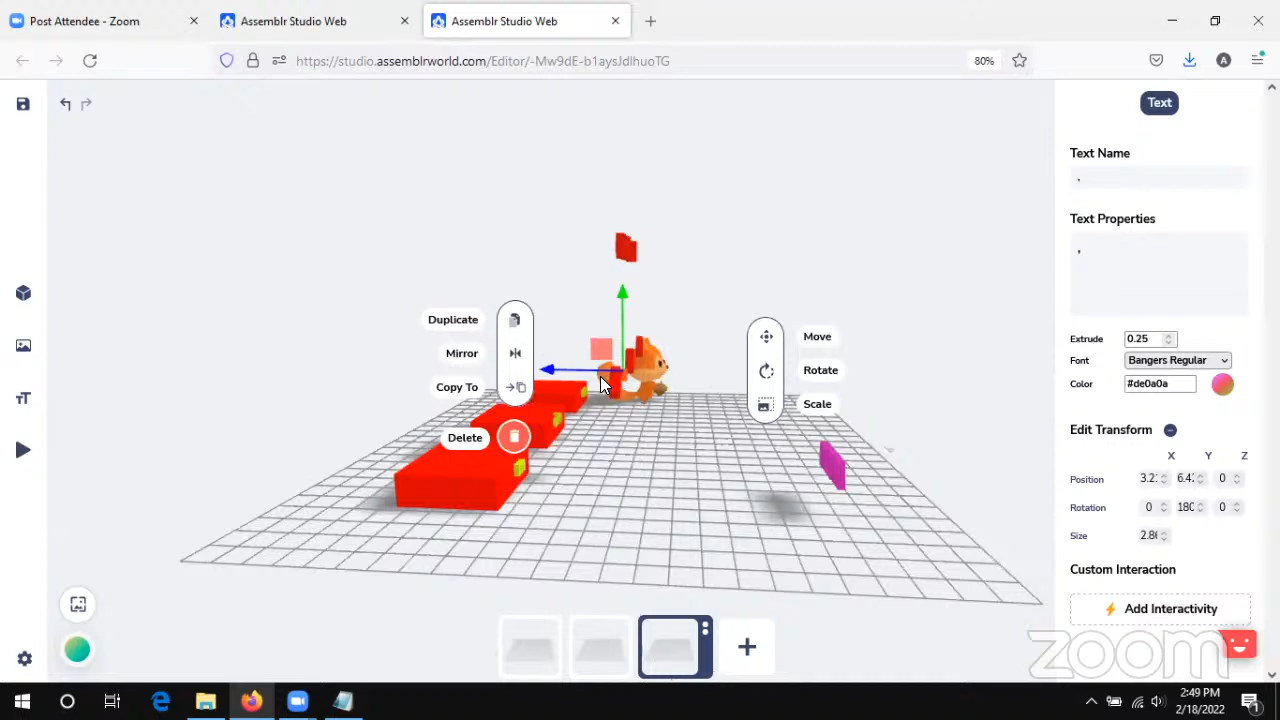 Post Attendee - Zoom
Assemblr Studio Web
Assemblr Studio Web
https://studio.assemblrworld.com/Editor/-Mw9dE-b1aysJdlhuoTG
80%
Text
Text Name
,
Text Properties
,
Duplicate
Mirror
Copy To
Delete
Move
Rotate
Scale
Extrude 0.25
Font Bangers Regular
Color #de0a0a
Edit Transform
X Y Z
Position 0
Rotation 0 180 0
Size
Custom Interaction
Add Interactivity
zoom
2:49 PM
2/18/2022